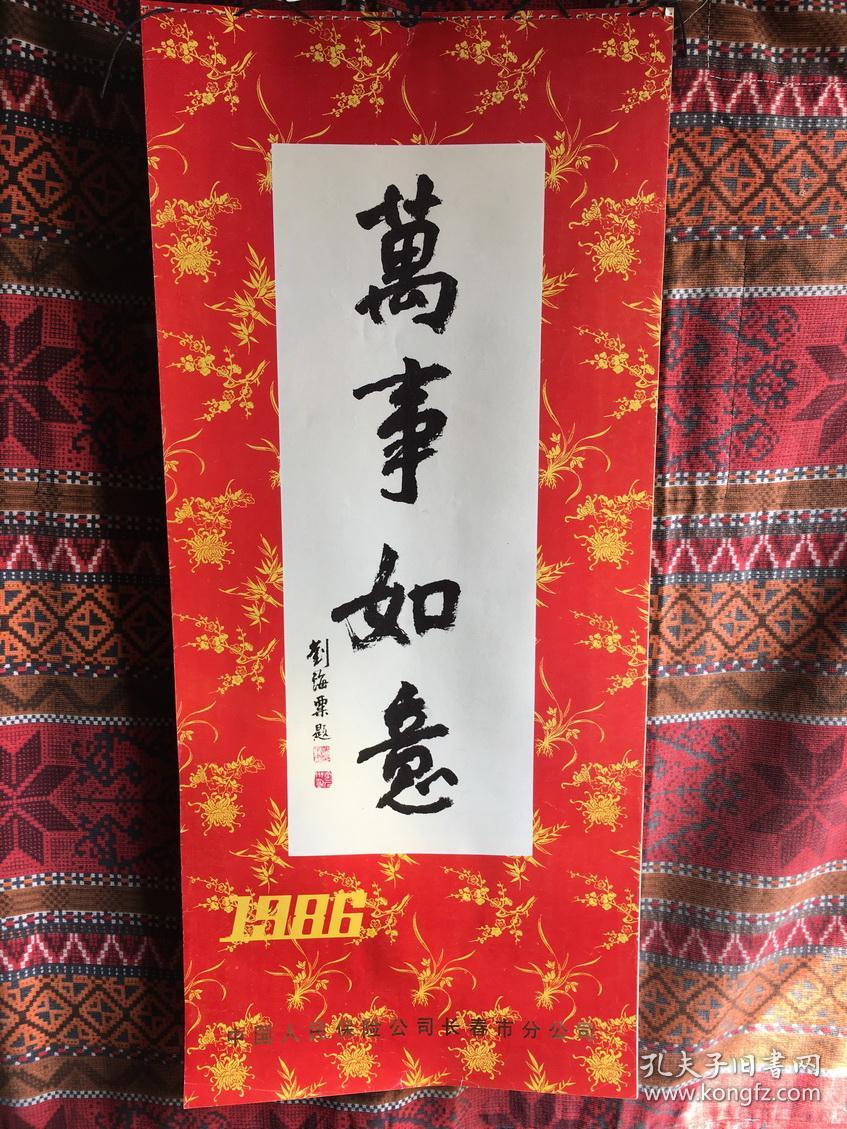 萬事如意
劉海粟題
1986
中国人民保险公司长春市分公司
孔夫子旧书网
www.kongfz.com